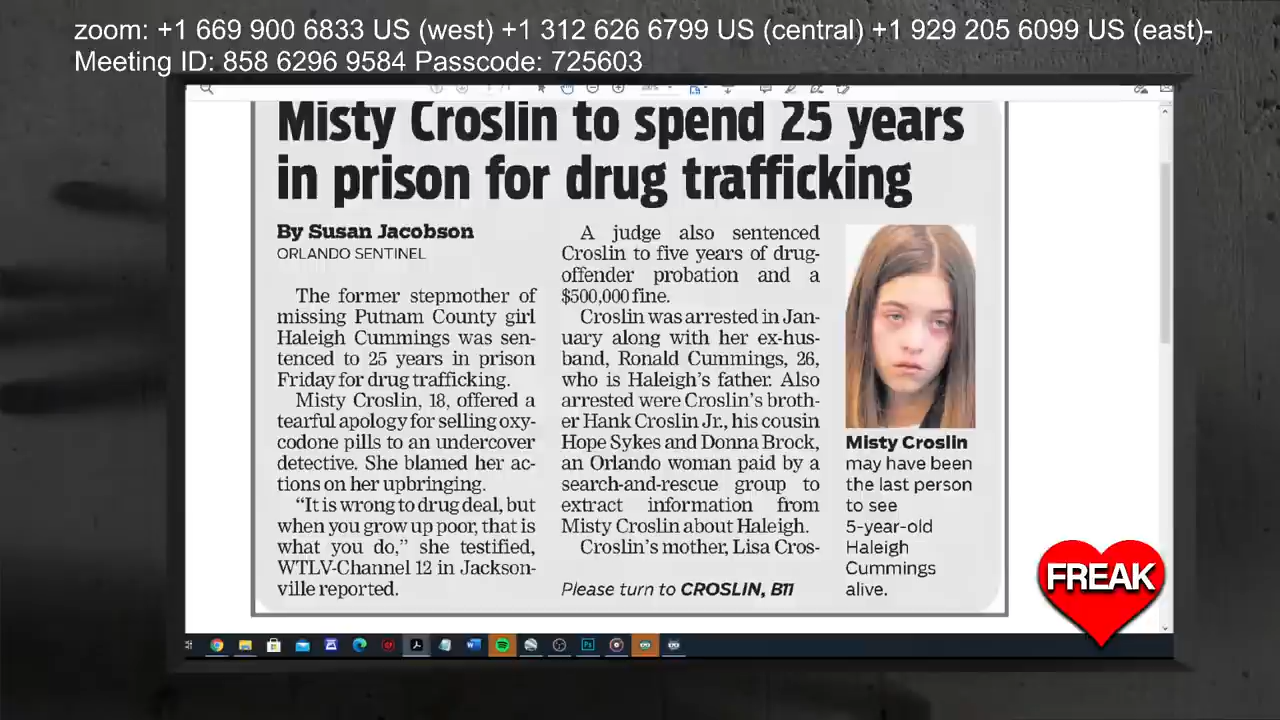 zoom: +1 669 900 6833 US (west) +1 312 626 6799 US (central) +1 929 205 6099 US (east)-
Meeting ID: 858 6296 9584 Passcode: 725603
Misty Croslin to spend 25 years
in prison for drug trafficking
By Susan Jacobson
ORLANDO SENTINEL
The former stepmother of
missing Putnam County girl
Haleigh Cummings was sen-
tenced to 25 years in prison
Friday for drug trafficking.
Misty Croslin, 18, offered a
tearful apology for selling oxy-
codone pills to an undercover
detective. She blamed her ac-
tions on her upbringing.
“It is wrong to drug deal, but
when you grow up poor, that is
what you do,” she testified,
WTLV-Channel 12 in Jackson-
ville reported.
A judge also sentenced
Croslin to five years of drug-
offender probation and a
$500,000 fine.
Croslin was arrested in Jan-
uary along with her ex-hus-
band, Ronald Cummings, 26,
who is Haleigh’s father. Also
arrested were Croslin’s broth-
er Hank Croslin Jr., his cousin
Hope Sykes and Donna Brock,
an Orlando woman paid by a
search-and-rescue group to
extract information from
Misty Croslin about Haleigh.
Croslin’s mother, Lisa Cros-
Please turn to CROSLIN, B11
Misty Croslin
may have been
the last person
to see
5-year-old
Haleigh
Cummings
alive.
FREAK